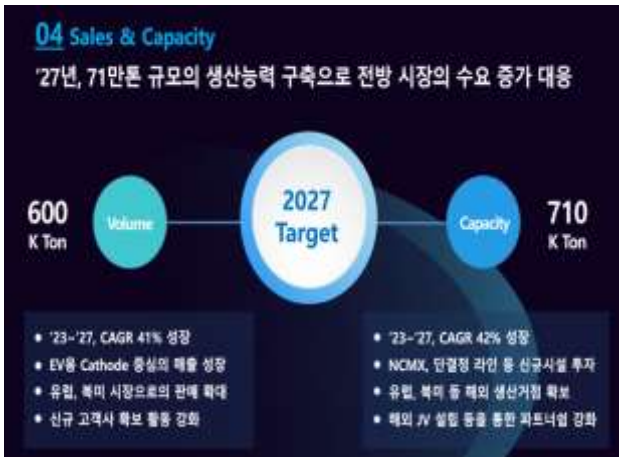 04 Sales & Capacity
'27년, 71만톤 규모의 생산능력 구축으로 전방 시장의 수요 증가 대응
600
K Ton
Volume
2027
Target
Capacity
710
K Ton
• '23~'27, CAGR 41% 성장
• EV용 Cathode 중심의 매출 성장
• 유럽, 북미 시장으로의 판매 확대
• 신규 고객사 확보 활동 강화
• '23~'27, CAGR 42% 성장
• NCMX, 단결정 라인 등 신규시설 투자
• 유럽, 북미 등 해외 생산거점 확보
• 해외 JV 설립 등을 통한 파트너쉽 강화